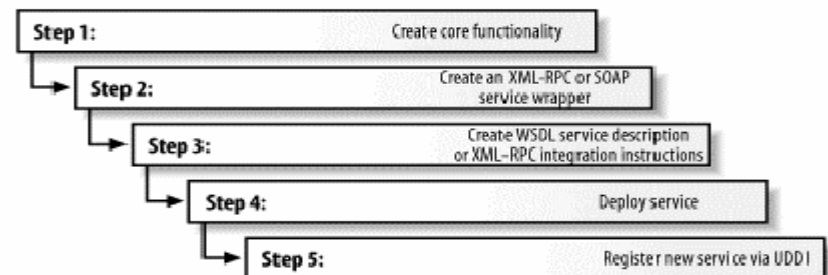 Step 1: Create core functionality
Step 2: Create an XML-RPC or SOAP
service wrapper
Step 3: Create WSDL service description
or XML-RPC integration instructions
Step 4: Deploy service
Step 5: Register new service via UDDI